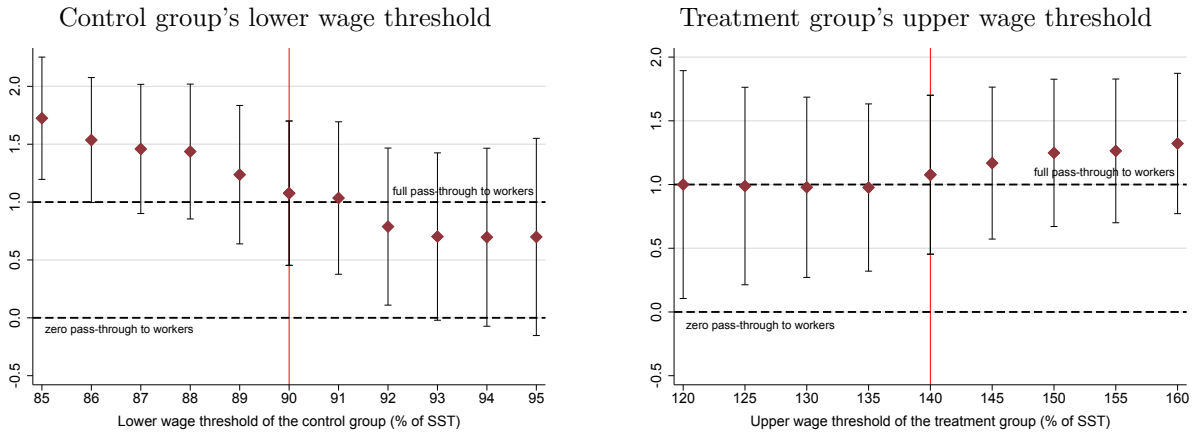 Control group's lower wage threshold
2.0
1.5
1.0
0.5
0.0
-0.5
full pass-through to workers
zero pass-through to workers
85 86 87 88 89 90 91 92 93 94 95
Lower wage threshold of the control group (% of SST)
Treatment group's upper wage threshold
2.0
1.5
1.0
0.5
0.0
-0.5
full pass-through to workers
zero pass-through to workers
120 125 130 135 140 145 150 155 160
Upper wage threshold of the treatment group (% of SST)